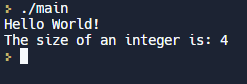 > ./main
Hello World!
The size of an integer is: 4
>